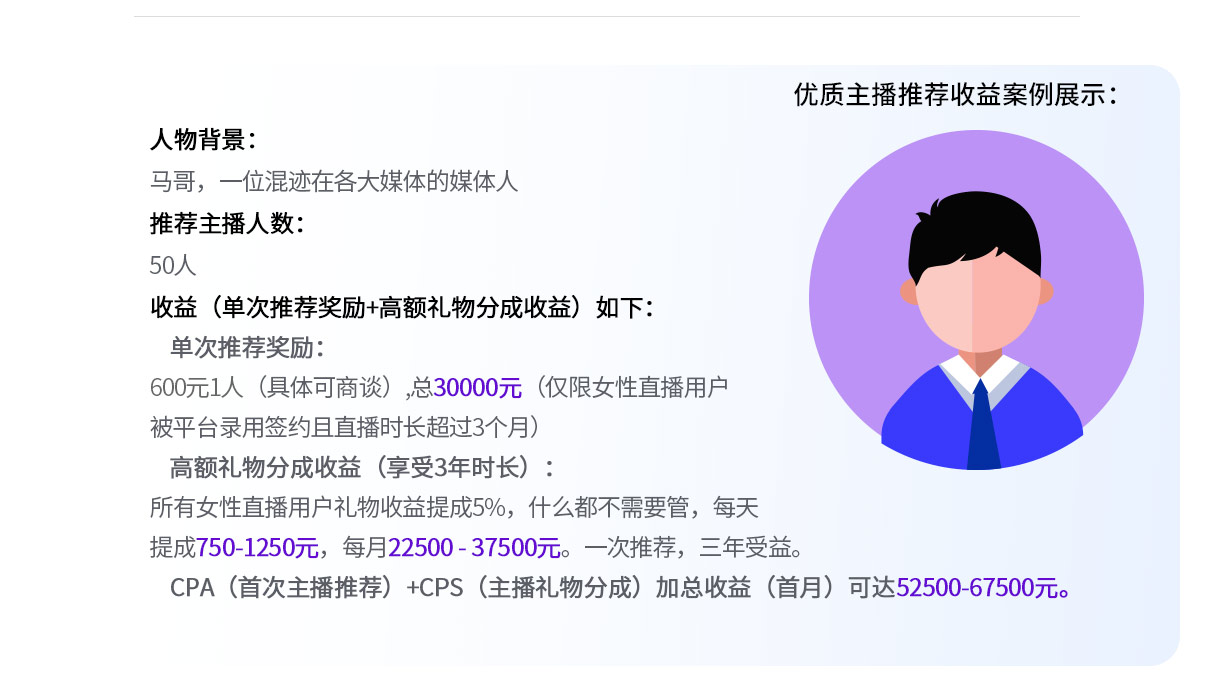 优质主播推荐收益案例展示：
人物背景：
马哥，一位混迹在各大媒体的媒体人
推荐主播人数：
50人
收益（单次推荐奖励+高额礼物分成收益）如下：
单次推荐奖励：
600元1人（具体可商谈）,总30000元（仅限女性直播用户
被平台录用签约且直播时长超过3个月）
高额礼物分成收益（享受3年时长）：
所有女性直播用户礼物收益提成5%，什么都不需要管，每天
提成750-1250元，每月22500 - 37500元。一次推荐，三年受益。
CPA（首次主播推荐）+CPS（主播礼物分成）加总收益（首月）可达52500-67500元。